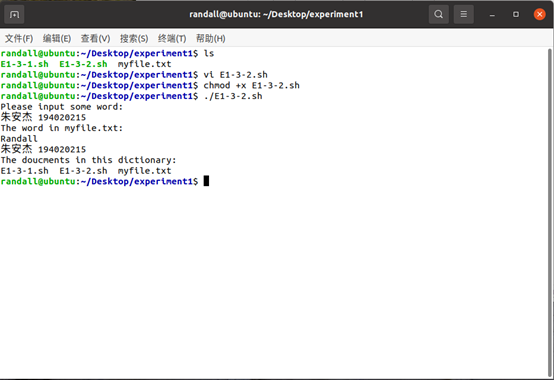 randall@ubuntu: ~/Desktop/experiment1
文件(F) 编辑(E) 查看(V) 搜索(S) 终端(T) 帮助(H)
randall@ubuntu:~/Desktop/experiment1$ ls
E1-3-1.sh E1-3-2.sh myfile.txt
randall@ubuntu:~/Desktop/experiment1$ vi E1-3-2.sh
randall@ubuntu:~/Desktop/experiment1$ chmod +x E1-3-2.sh
randall@ubuntu:~/Desktop/experiment1$ ./E1-3-2.sh
Please input some word:
朱安杰 194020215
The word in myfile.txt:
Randall
朱安杰 194020215
The doucments in this dictionary:
E1-3-1.sh E1-3-2.sh myfile.txt
randall@ubuntu:~/Desktop/experiment1$